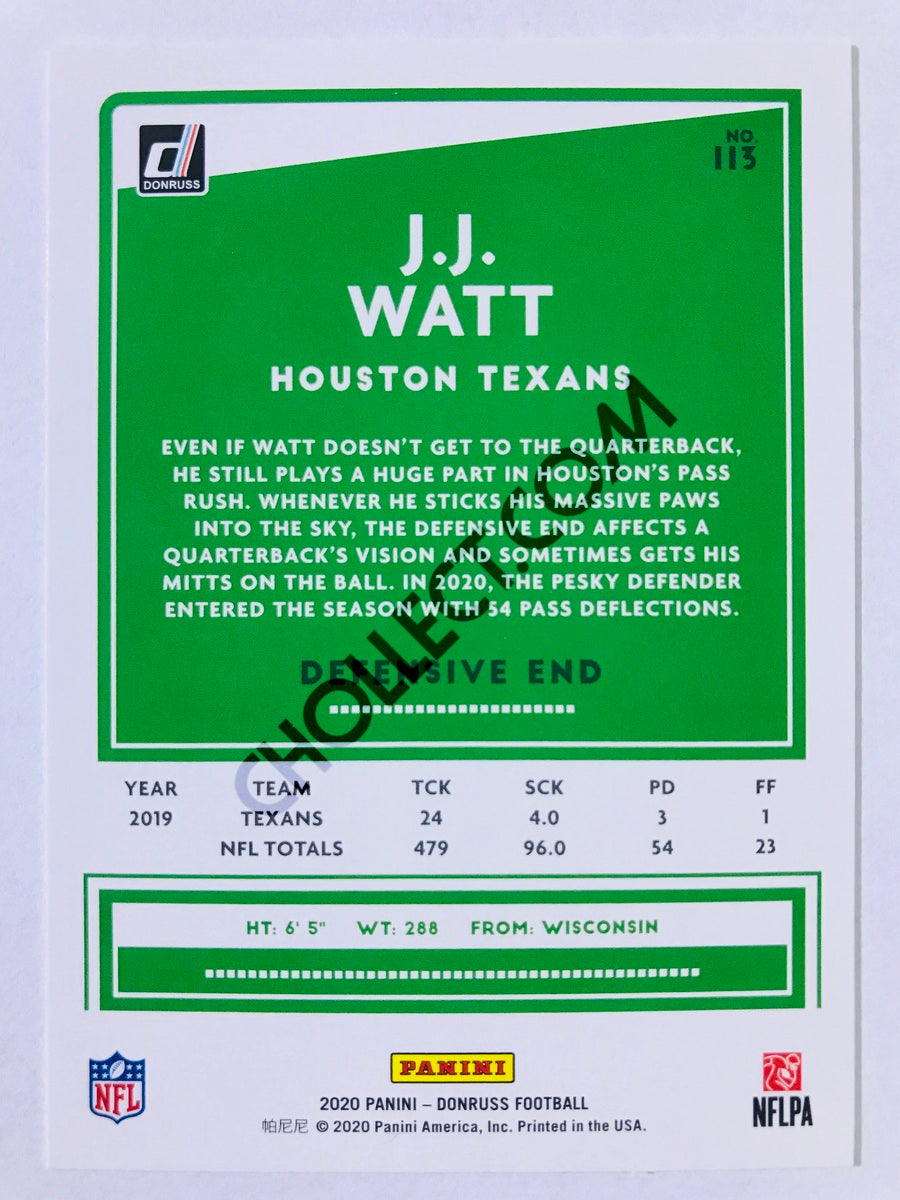 DONRUSS
NO.
113
J.J.
WATT
HOUSTON TEXANS
EVEN IF WATT DOESN'T GET TO THE QUARTERBACK,
HE STILL PLAYS A HUGE PART IN HOUSTON'S PASS
RUSH. WHENEVER HE STICKS HIS MASSIVE PAWS
INTO THE SKY, THE DEFENSIVE END AFFECTS A
QUARTERBACK'S VISION AND SOMETIMES GETS HIS
MITTS ON THE BALL. IN 2020, THE PESKY DEFENDER
ENTERED THE SEASON WITH 54 PASS DEFLECTIONS.
DEFENSIVE END
CHOLLECT.COM
YEAR TEAM TCK SCK PD FF
2019 TEXANS 24 4.0 3 1
NFL TOTALS 479 96.0 54 23
HT: 6' 5" WT: 288 FROM: WISCONSIN
NFL
PANINI
NFLPA
2020 PANINI – DONRUSS FOOTBALL
帕尼尼 © 2020 Panini America, Inc. Printed in the USA.